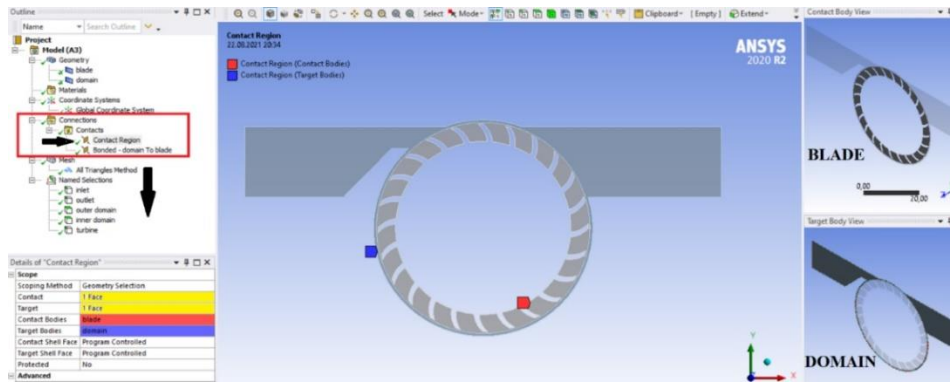 Outline
Name
Search Outline
Project
Model (A3)
Geometry
blade
domain
Materials
Coordinate Systems
Global Coordinate System
Connections
Contacts
Contact Region
Bonded - domain To blade
Mesh
All Triangles Method
Named Selections
inlet
outlet
outer domain
inner domain
turbine
Details of "Contact Region"
Scope
Scoping Method Geometry Selection
Contact 1 Face
Target 1 Face
Contact Bodies blade
Target Bodies domain
Contact Shell Face Program Controlled
Target Shell Face Program Controlled
Protected No
Advanced
Select Mode Clipboard [ Empty ] Extend
Contact Region
22.08.2021 20:34
Contact Region (Contact Bodies)
Contact Region (Target Bodies)
ANSYS
2020 R2
Y
X
Contact Body View
BLADE
0,00
Target Body View
DOMAIN